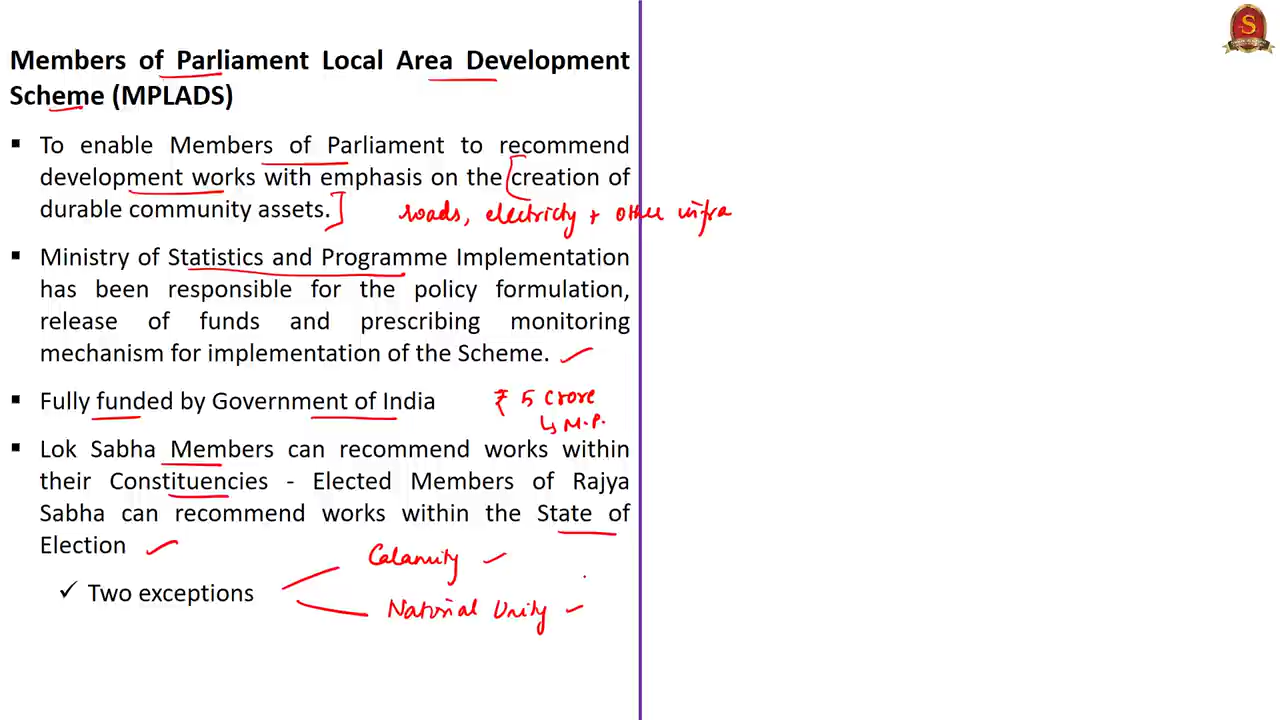 Members of Parliament Local Area Development
Scheme (MPLADS)
▪ To enable Members of Parliament to recommend
development works with emphasis on the [creation of
durable community assets.]
roads, electricity + other infra
▪ Ministry of Statistics and Programme Implementation
has been responsible for the policy formulation,
release of funds and prescribing monitoring
mechanism for implementation of the Scheme.
▪ Fully funded by Government of India
₹ 5 Crore
↳ M.P.
▪ Lok Sabha Members can recommend works within
their Constituencies - Elected Members of Rajya
Sabha can recommend works within the State of
Election
Calamity
✓ Two exceptions
National Unity
S